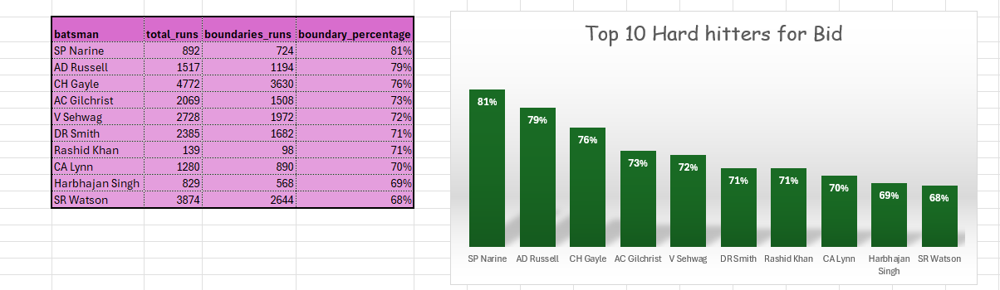 batsman total_runs boundaries_runs boundary_percentage
SP Narine 892 724 81%
AD Russell 1517 1194 79%
CH Gayle 4772 3630 76%
AC Gilchrist 2069 1508 73%
V Sehwag 2728 1972 72%
DR Smith 2385 1682 71%
Rashid Khan 139 98 71%
CA Lynn 1280 890 70%
Harbhajan Singh 829 568 69%
SR Watson 3874 2644 68%
Top 10 Hard hitters for Bid
81% 79% 76% 73% 72% 71% 71% 70% 69% 68%
SP Narine AD Russell CH Gayle AC Gilchrist V Sehwag DR Smith Rashid Khan CA Lynn Harbhajan SR Watson
Singh